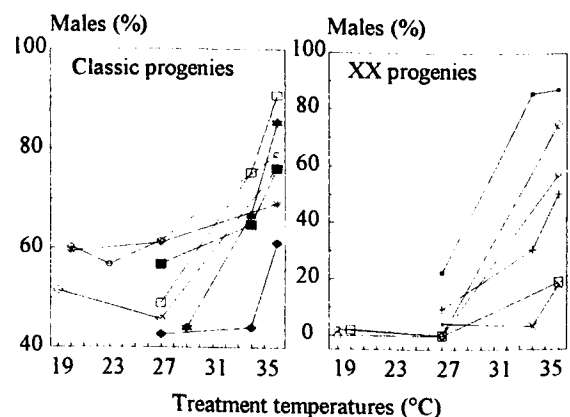 Males (%) Males (%)
100 100
Classic progenies XX progenies
80 80
60
60 40
20
40 0
19 23 27 31 35 19 23 27 31 35
Treatment temperatures (°C)